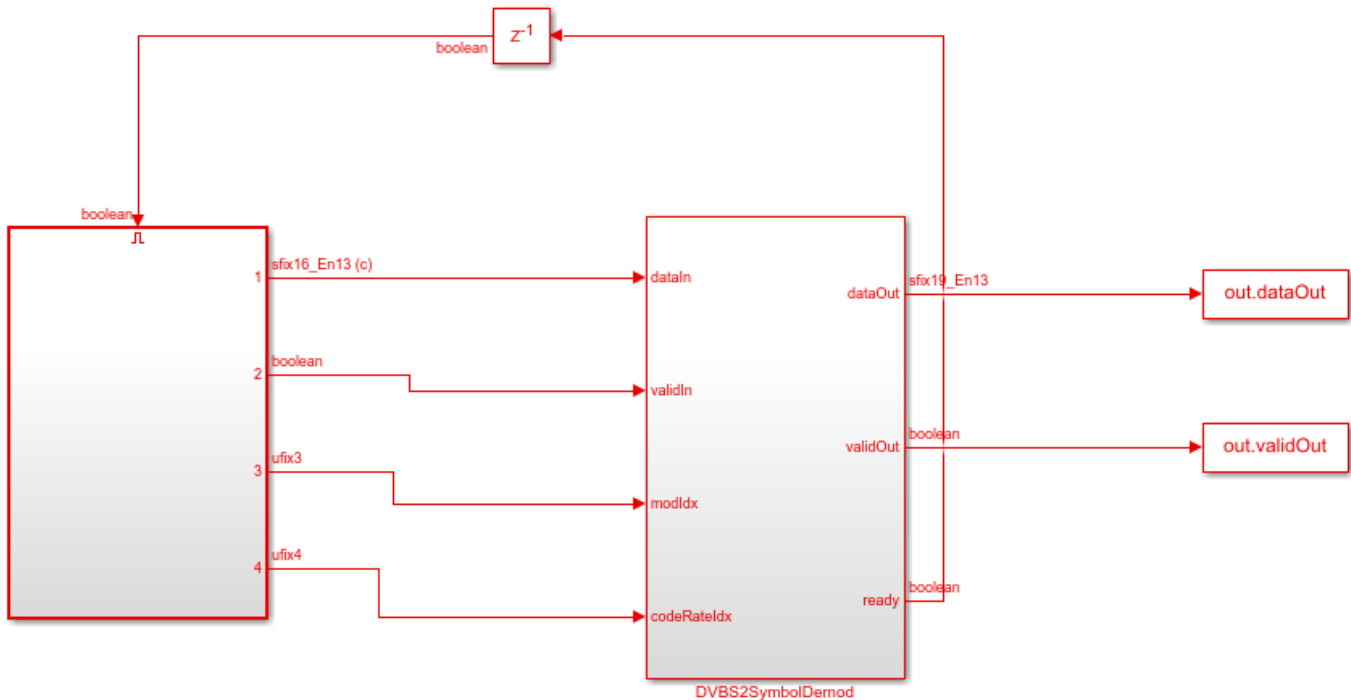 z-1
boolean
boolean
1
sfix16_En13 (c)
dataIn
dataOut
sfix19_En13
out.dataOut
2
boolean
validIn
validOut
boolean
out.validOut
3
ufix3
modIdx
4
ufix4
codeRateIdx
ready
boolean
DVBS2SymbolDemod